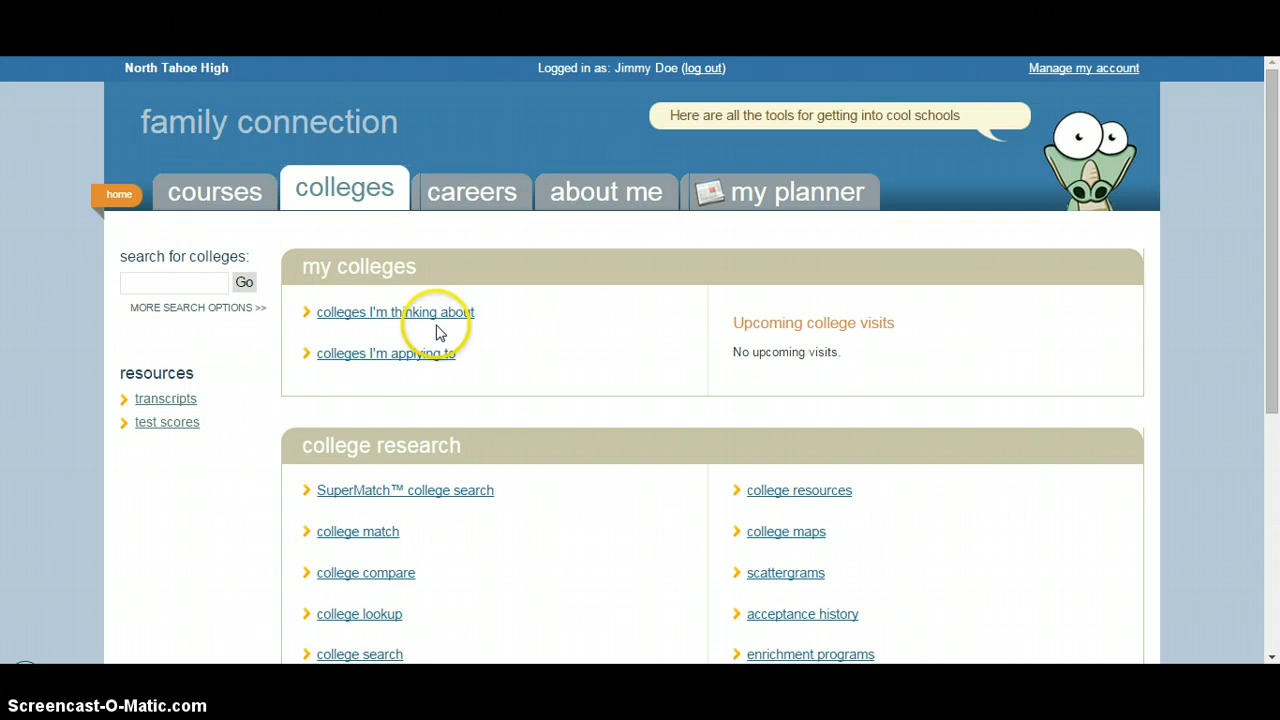 North Tahoe High
Logged in as: Jimmy Doe (log out)
Manage my account
family connection
Here are all the tools for getting into cool schools
home
courses
colleges
careers
about me
my planner
search for colleges:
Go
MORE SEARCH OPTIONS >>
resources
transcripts
test scores
my colleges
colleges I'm thinking about
colleges I'm applying to
Upcoming college visits
No upcoming visits.
college research
SuperMatch™ college search
college match
college compare
college lookup
college search
college resources
college maps
scattergrams
acceptance history
enrichment programs
Screencast-O-Matic.com